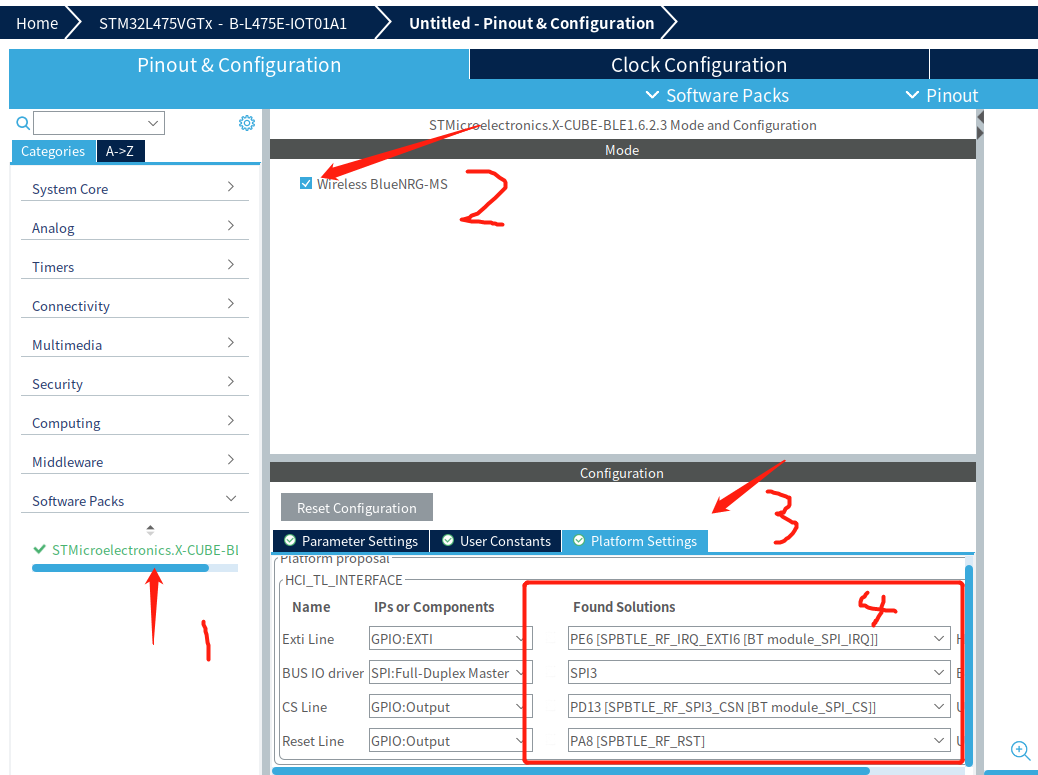 Home STM32L475VGTx - B-L475E-IOT01A1 Untitled - Pinout & Configuration
Pinout & Configuration Clock Configuration
Software Packs Pinout
STMicroelectronics.X-CUBE-BLE1.6.2.3 Mode and Configuration
Categories A->Z
Mode
System Core
Wireless BlueNRG-MS
2
Analog
Timers
Connectivity
Multimedia
Security
Computing
Middleware
Software Packs
STMicroelectronics.X-CUBE-BI
1
Configuration
Reset Configuration
3
Parameter Settings User Constants Platform Settings
Platform proposal
HCI_TL_INTERFACE
Name IPs or Components Found Solutions
4
Exti Line GPIO:EXTI PE6 [SPBTLE_RF_IRQ_EXTI6 [BT module_SPI_IRQ]]
BUS IO driver SPI:Full-Duplex Master SPI3
CS Line GPIO:Output PD13 [SPBTLE_RF_SPI3_CSN [BT module_SPI_CS]]
Reset Line GPIO:Output PA8 [SPBTLE_RF_RST]